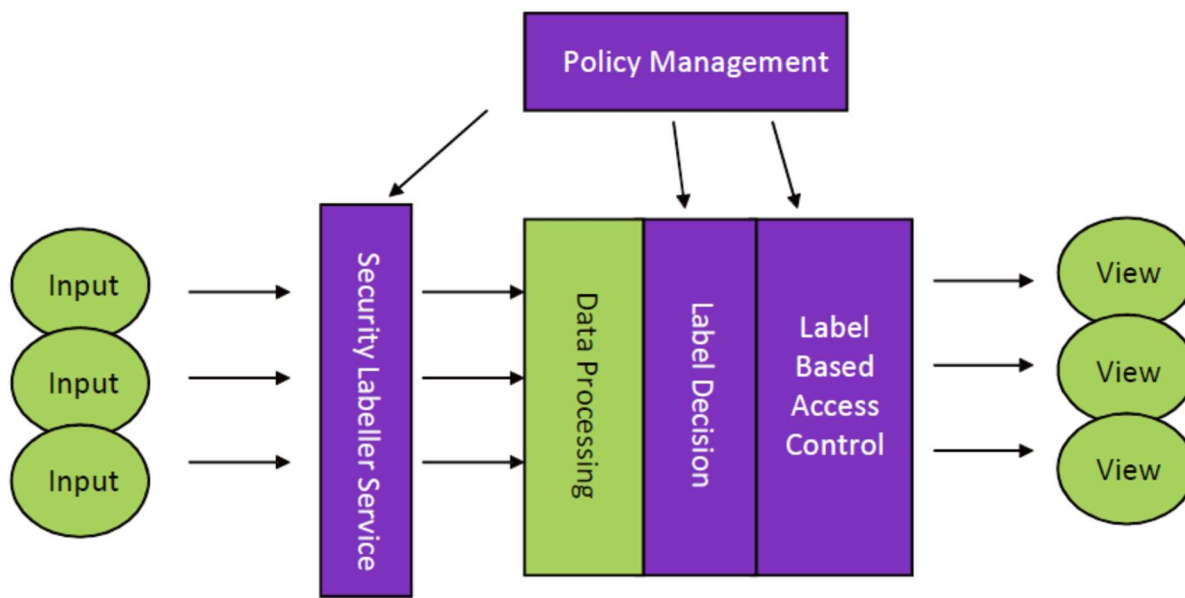 Policy Management
Input
Input
Input
Security Labeller Service
Data Processing
Label Decision
Label
Based
Access
Control
View
View
View